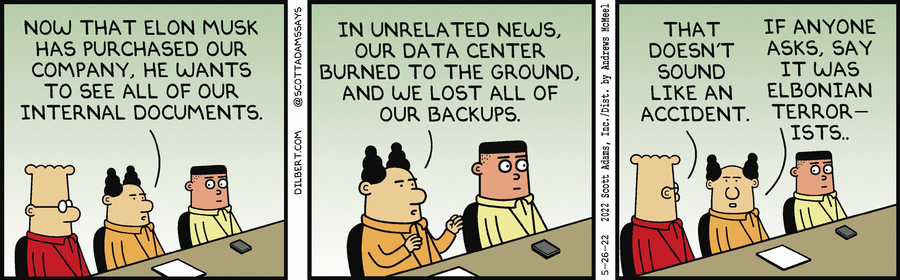 NOW THAT ELON MUSK
HAS PURCHASED OUR
COMPANY, HE WANTS
TO SEE ALL OF OUR
INTERNAL DOCUMENTS.
DILBERT.COM @SCOTTADAMSSAYS
IN UNRELATED NEWS,
OUR DATA CENTER
BURNED TO THE GROUND,
AND WE LOST ALL OF
OUR BACKUPS.
5-26-22 2022 Scott Adams, Inc./Dist. by Andrews McMeel
THAT
DOESN'T
SOUND
LIKE AN
ACCIDENT.
IF ANYONE
ASKS, SAY
IT WAS
ELBONIAN
TERROR—
ISTS..